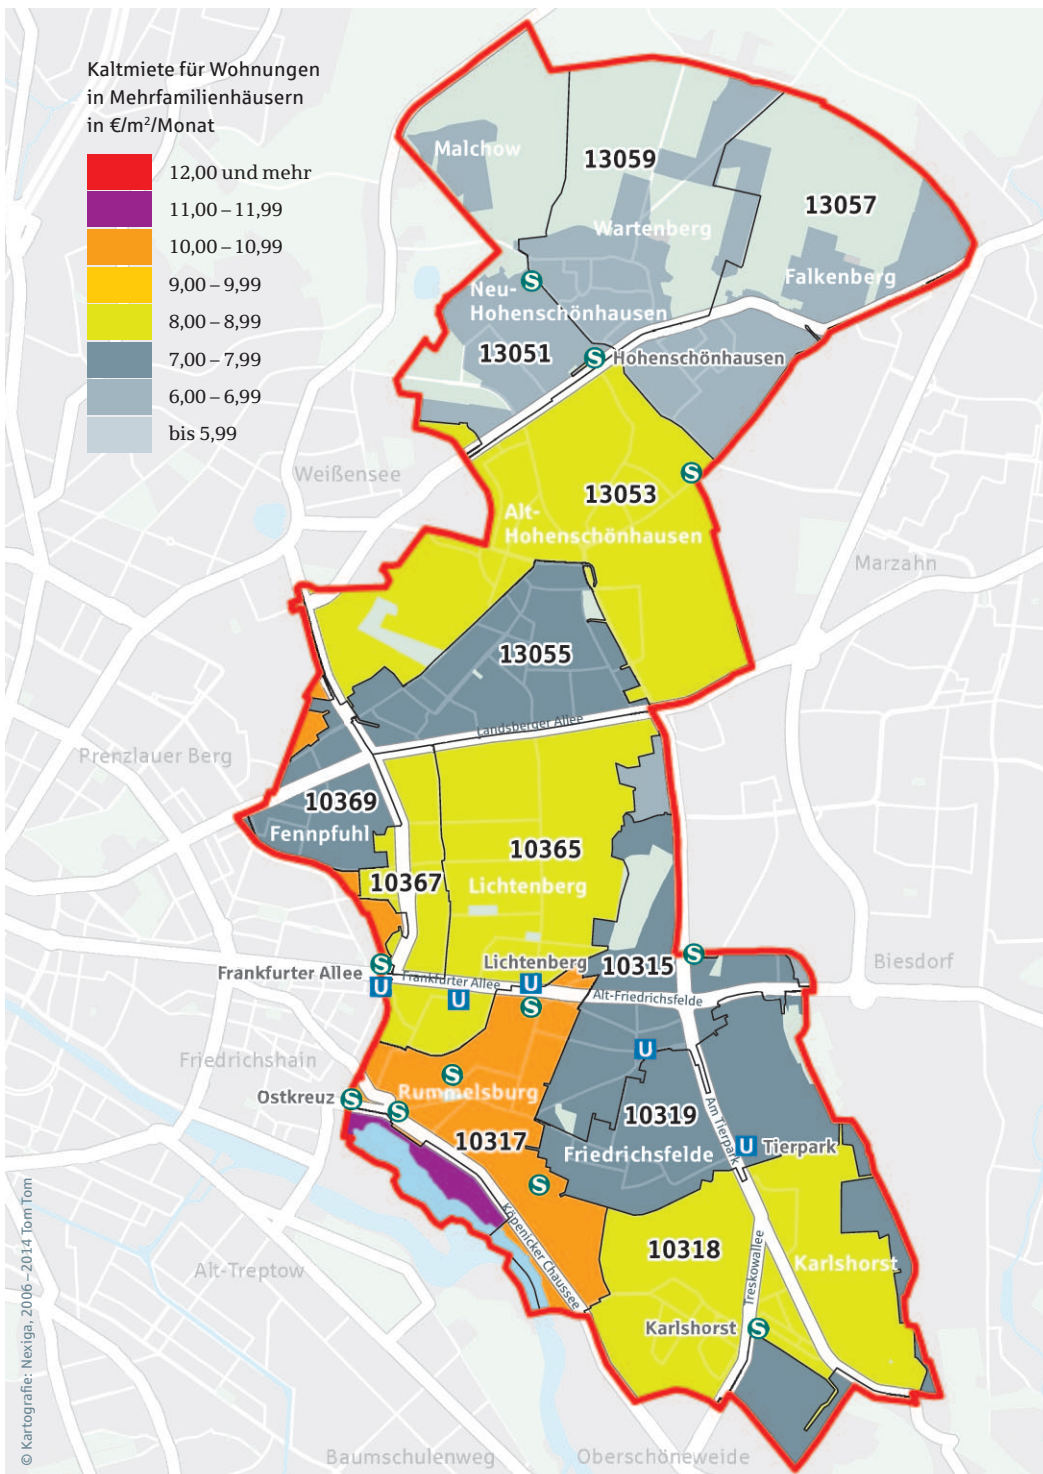 Kaltmiete für Wohnungen
in Mehrfamilienhäusern
in €/m²/Monat
12,00 und mehr
11,00 – 11,99
10,00 – 10,99
9,00 – 9,99
8,00 – 8,99
7,00 – 7,99
6,00 – 6,99
bis 5,99
Malchow
13059
13057
Wartenberg
Falkenberg
S
Neu-
Hohenschönhausen
13051
S Hohenschönhausen
Weißensee
S
13053
Alt-
Hohenschönhausen
Marzahn
13055
Landsberger Allee
Prenzlauer Berg
10369
Fennpfuhl
10365
10367
Lichtenberg
S
Lichtenberg
10315
Biesdorf
Frankfurter Allee
S
U
Frankfurter Allee
U
U
S
Alt-Friedrichsfelde
U
Friedrichshain
S
Ostkreuz
S
S
Rummelsburg
10319
Am Tierpark
10317
Friedrichsfelde
U
Tierpark
S
Köpenicker Chaussee
10318
Treskowallee
Karlshorst
Alt-Treptow
Karlshorst
S
Baumschulenweg
Oberschöneweide
© Kartografie: Nexiga, 2006 – 2014 Tom Tom